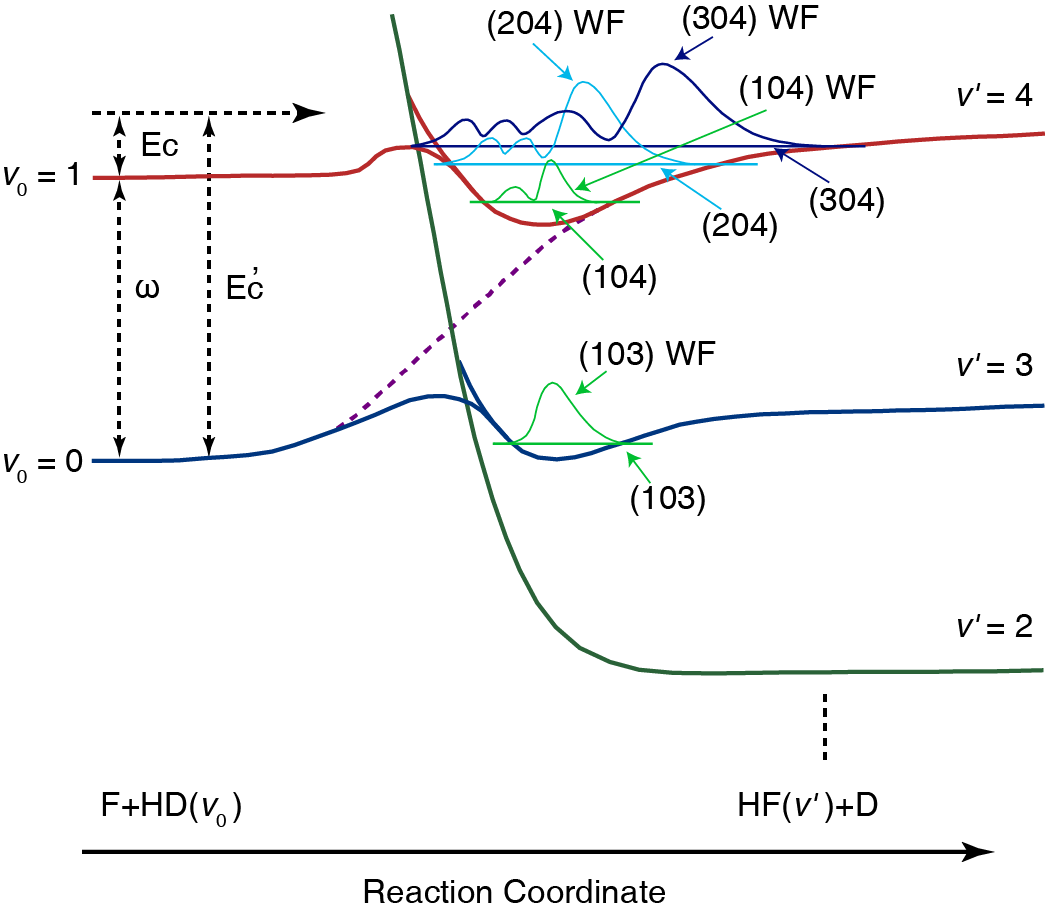 (204) WF
(304) WF
(104) WF
v' = 4
Ec
v0 = 1
(304)
(204)
(104)
ω
Ec'
(103) WF
v' = 3
v0 = 0
(103)
v' = 2
F+HD(v0)
HF(v')+D
Reaction Coordinate